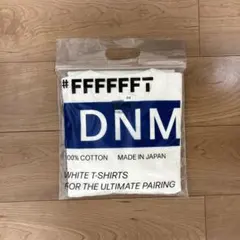 #FFFFFFT
DNM
100% COTTON MADE IN JAPAN
WHITE T-SHIRTS
FOR THE ULTIMATE PAIRING